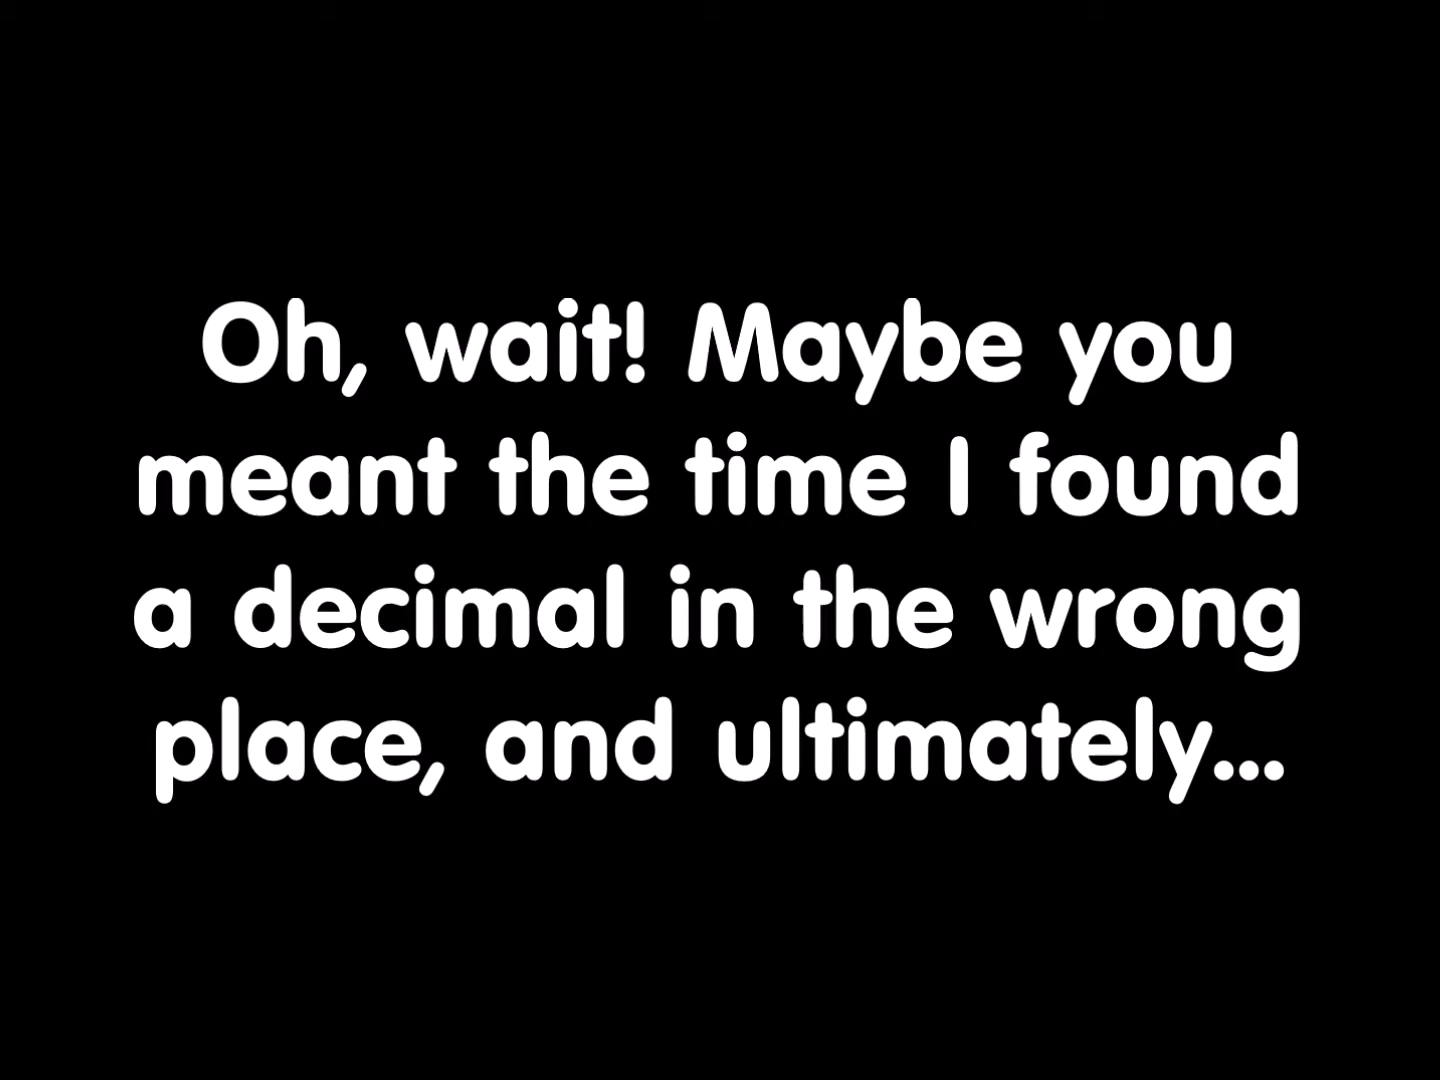 Oh, wait! Maybe you
meant the time I found
a decimal in the wrong
place, and ultimately...